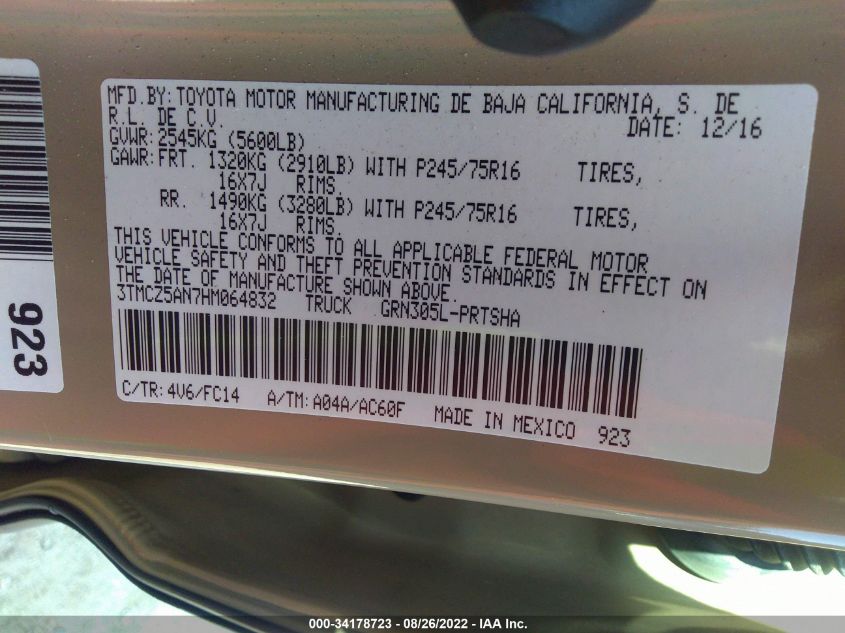 MFD.BY: TOYOTA MOTOR MANUFACTURING DE BAJA CALIFORNIA, S. DE
R.L. DE C.V. DATE: 12/16
GVWR: 2545KG (5600LB)
GAWR: FRT. 1320KG (2910LB) WITH P245/75R16 TIRES,
16X7J RIMS.
RR. 1490KG (3280LB) WITH P245/75R16 TIRES,
16X7J RIMS.
THIS VEHICLE CONFORMS TO ALL APPLICABLE FEDERAL MOTOR
VEHICLE SAFETY AND THEFT PREVENTION STANDARDS IN EFFECT ON
THE DATE OF MANUFACTURE SHOWN ABOVE.
3TMCZ5AN7HM064832 TRUCK GRN305L-PRTSHA
C/TR: 4V6/FC14 A/TM: A04A/AC60F MADE IN MEXICO 923
923
000-34178723 - 08/26/2022 - IAA Inc.